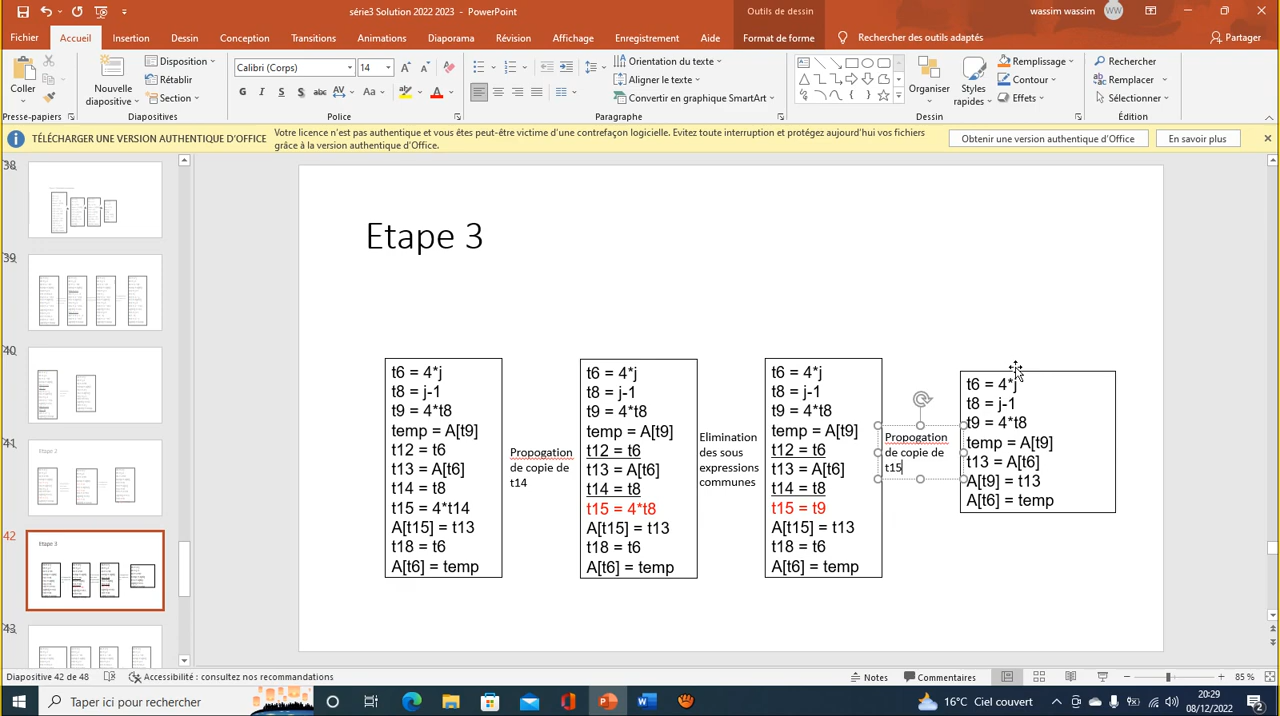 série3 Solution 2022 2023 - PowerPoint
Outils de dessin
wassim wassim
WW
Fichier
Accueil
Insertion
Dessin
Conception
Transitions
Animations
Diaporama
Révision
Affichage
Enregistrement
Aide
Format de forme
Rechercher des outils adaptés
Partager
Coller
Nouvelle
diapositive
Disposition
Rétablir
Section
Calibri (Corps)
14
G I S S abc AV Aa
Orientation du texte
Aligner le texte
Convertir en graphique SmartArt
Organiser
Styles
rapides
Remplissage
Contour
Effets
Rechercher
Remplacer
Sélectionner
Presse-papiers
Diapositives
Police
Paragraphe
Dessin
Édition
TÉLÉCHARGER UNE VERSION AUTHENTIQUE D'OFFICE
Votre licence n'est pas authentique et vous êtes peut-être victime d'une contrefaçon logicielle. Evitez toute interruption et protégez aujourd'hui vos fichiers
grâce à la version authentique d'Office.
Obtenir une version authentique d'Office
En savoir plus
38
39
40
41
Etape 2
42
Etape 3
43
Etape 3
t6 = 4*j
t8 = j-1
t9 = 4*t8
temp = A[t9]
t12 = t6
t13 = A[t6]
t14 = t8
t15 = 4*t14
A[t15] = t13
t18 = t6
A[t6] = temp
Propogation
de copie de
t14
t6 = 4*j
t8 = j-1
t9 = 4*t8
temp = A[t9]
t12 = t6
t13 = A[t6]
t14 = t8
t15 = 4*t8
A[t15] = t13
t18 = t6
A[t6] = temp
Elimination
des sous
expressions
communes
t6 = 4*j
t8 = j-1
t9 = 4*t8
temp = A[t9]
t12 = t6
t13 = A[t6]
t14 = t8
t15 = t9
A[t15] = t13
t18 = t6
A[t6] = temp
Propogation
de copie de
t15
t6 = 4*j
t8 = j-1
t9 = 4*t8
temp = A[t9]
t13 = A[t6]
A[t9] = t13
A[t6] = temp
Diapositive 42 de 48
Accessibilité : consultez nos recommandations
Notes
Commentaires
85 %
Taper ici pour rechercher
16°C Ciel couvert
20:29
08/12/2022
2